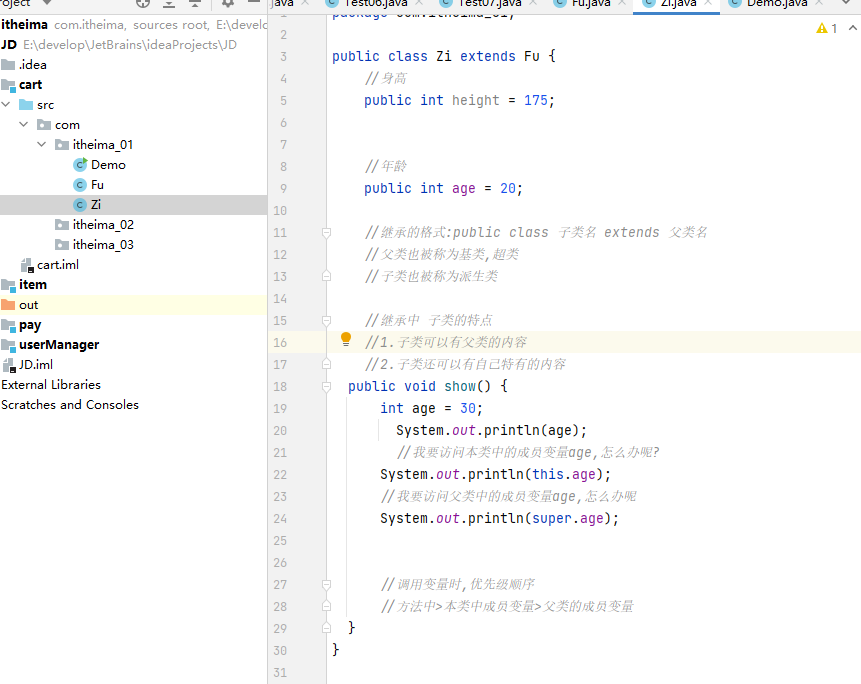 roject
java
Test06.java
Test07.java
Fu.java
Zi.java
Demo.java
itheima com.itheima, sources root, E:\develo
JD E:\develop\JetBrains\ideaProjects\JD
.idea
cart
src
com
itheima_01
Demo
Fu
Zi
itheima_02
itheima_03
cart.iml
item
out
pay
userManager
JD.iml
External Libraries
Scratches and Consoles
1
1 package com.itheima_01;
2
3 public class Zi extends Fu {
4 //身高
5 public int height = 175;
6
7
8 //年龄
9 public int age = 20;
10
11 //继承的格式:public class 子类名 extends 父类名
12 //父类也被称为基类,超类
13 //子类也被称为派生类
14
15 //继承中 子类的特点
16 //1.子类可以有父类的内容
17 //2.子类还可以有自己特有的内容
18 public void show() {
19 int age = 30;
20 System.out.println(age);
21 //我要访问本类中的成员变量age,怎么办呢?
22 System.out.println(this.age);
23 //我要访问父类中的成员变量age,怎么办呢
24 System.out.println(super.age);
25
26
27 //调用变量时,优先级顺序
28 //方法中>本类中成员变量>父类的成员变量
29 }
30 }
31